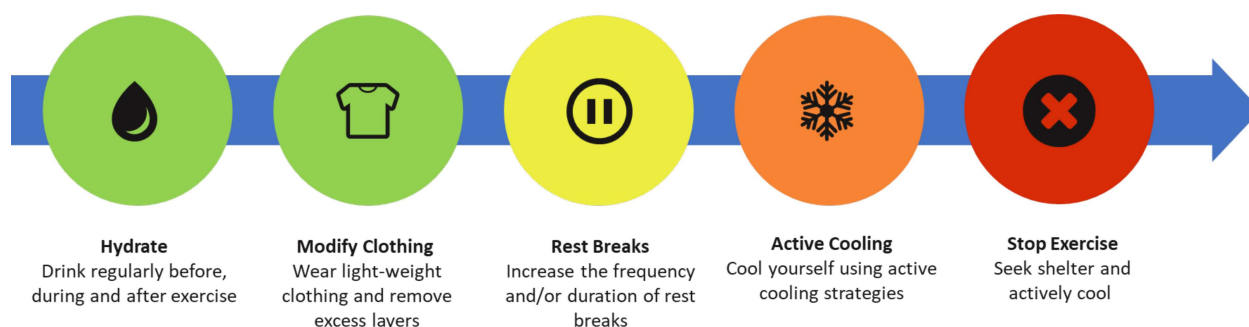 Hydrate
Drink regularly before,
during and after exercise
Modify Clothing
Wear light-weight
clothing and remove
excess layers
Rest Breaks
Increase the frequency
and/or duration of rest
breaks
Active Cooling
Cool yourself using active
cooling strategies
Stop Exercise
Seek shelter and
actively cool